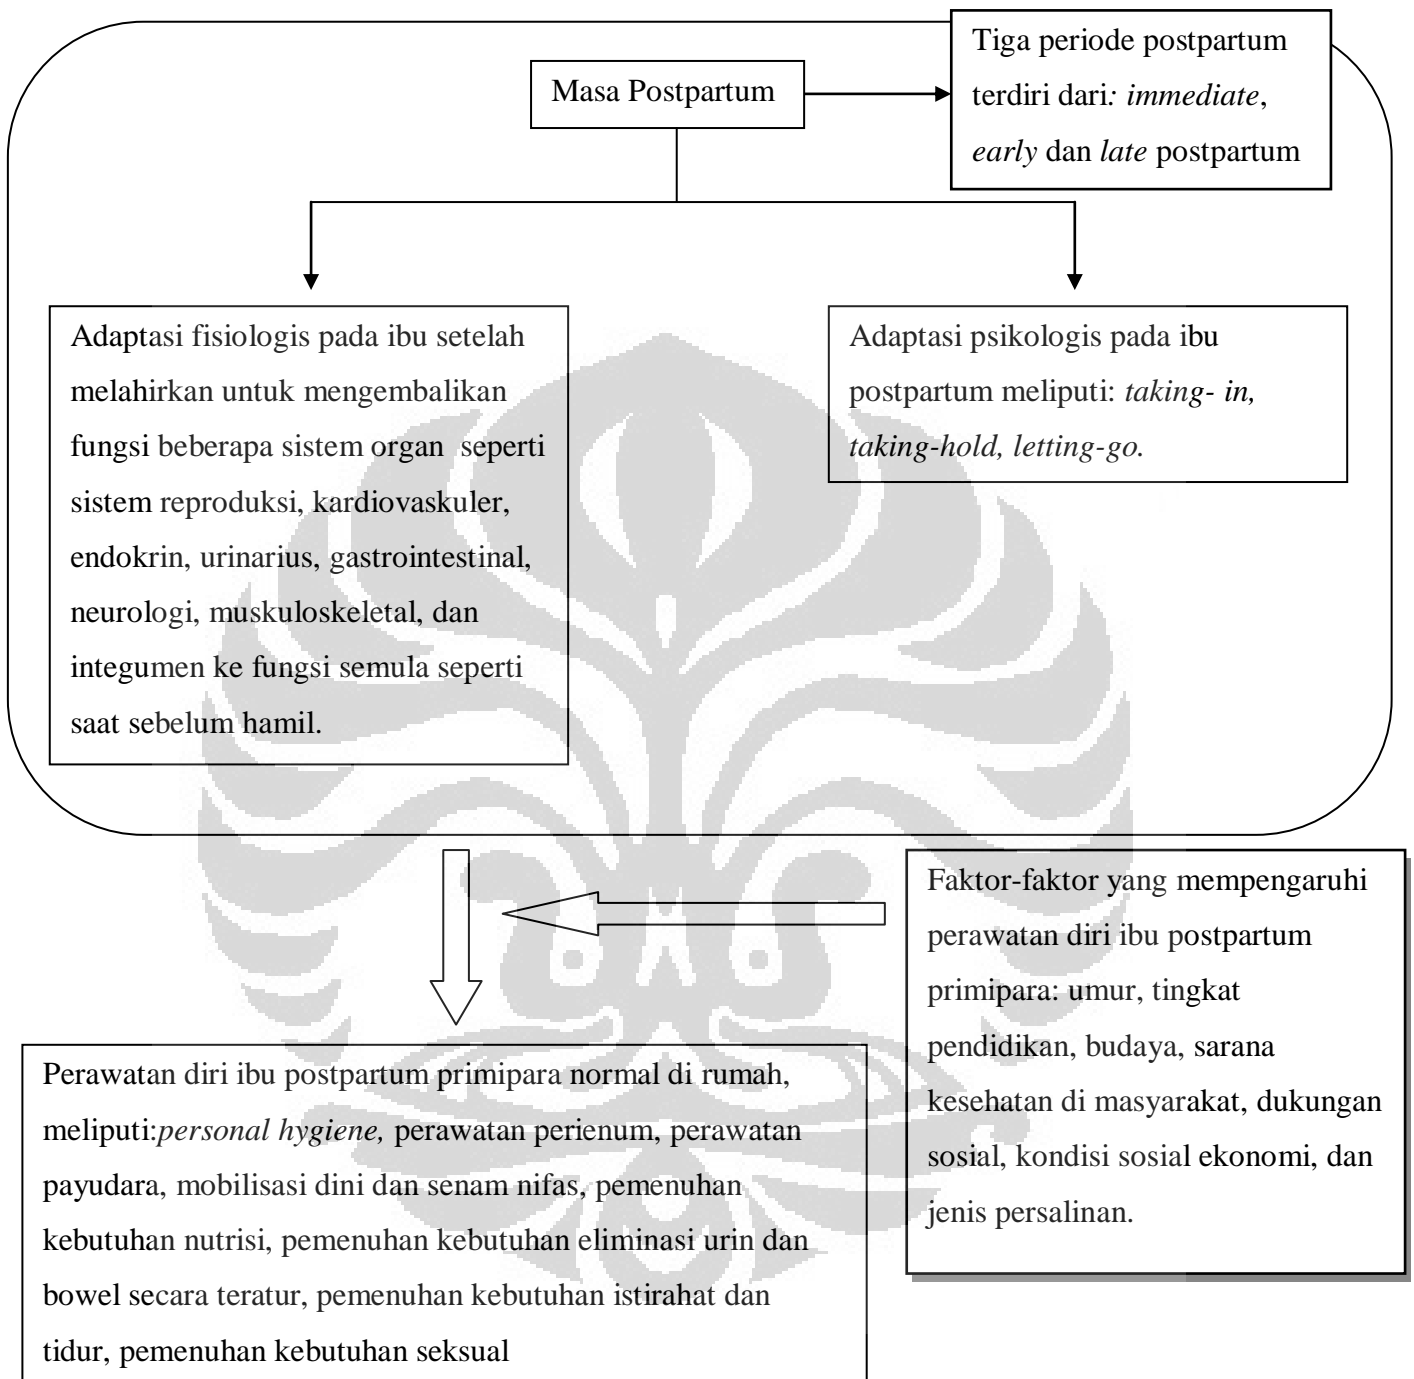 Masa Postpartum
Tiga periode postpartum
terdiri dari: immediate,
early dan late postpartum
Adaptasi fisiologis pada ibu setelah
melahirkan untuk mengembalikan
fungsi beberapa sistem organ seperti
sistem reproduksi, kardiovaskuler,
endokrin, urinarius, gastrointestinal,
neurologi, muskuloskeletal, dan
integumen ke fungsi semula seperti
saat sebelum hamil.
Adaptasi psikologis pada ibu
postpartum meliputi: taking- in,
taking-hold, letting-go.
Faktor-faktor yang mempengaruhi
perawatan diri ibu postpartum
primipara: umur, tingkat
pendidikan, budaya, sarana
kesehatan di masyarakat, dukungan
sosial, kondisi sosial ekonomi, dan
jenis persalinan.
Perawatan diri ibu postpartum primipara normal di rumah,
meliputi:personal hygiene, perawatan perienum, perawatan
payudara, mobilisasi dini dan senam nifas, pemenuhan
kebutuhan nutrisi, pemenuhan kebutuhan eliminasi urin dan
bowel secara teratur, pemenuhan kebutuhan istirahat dan
tidur, pemenuhan kebutuhan seksual